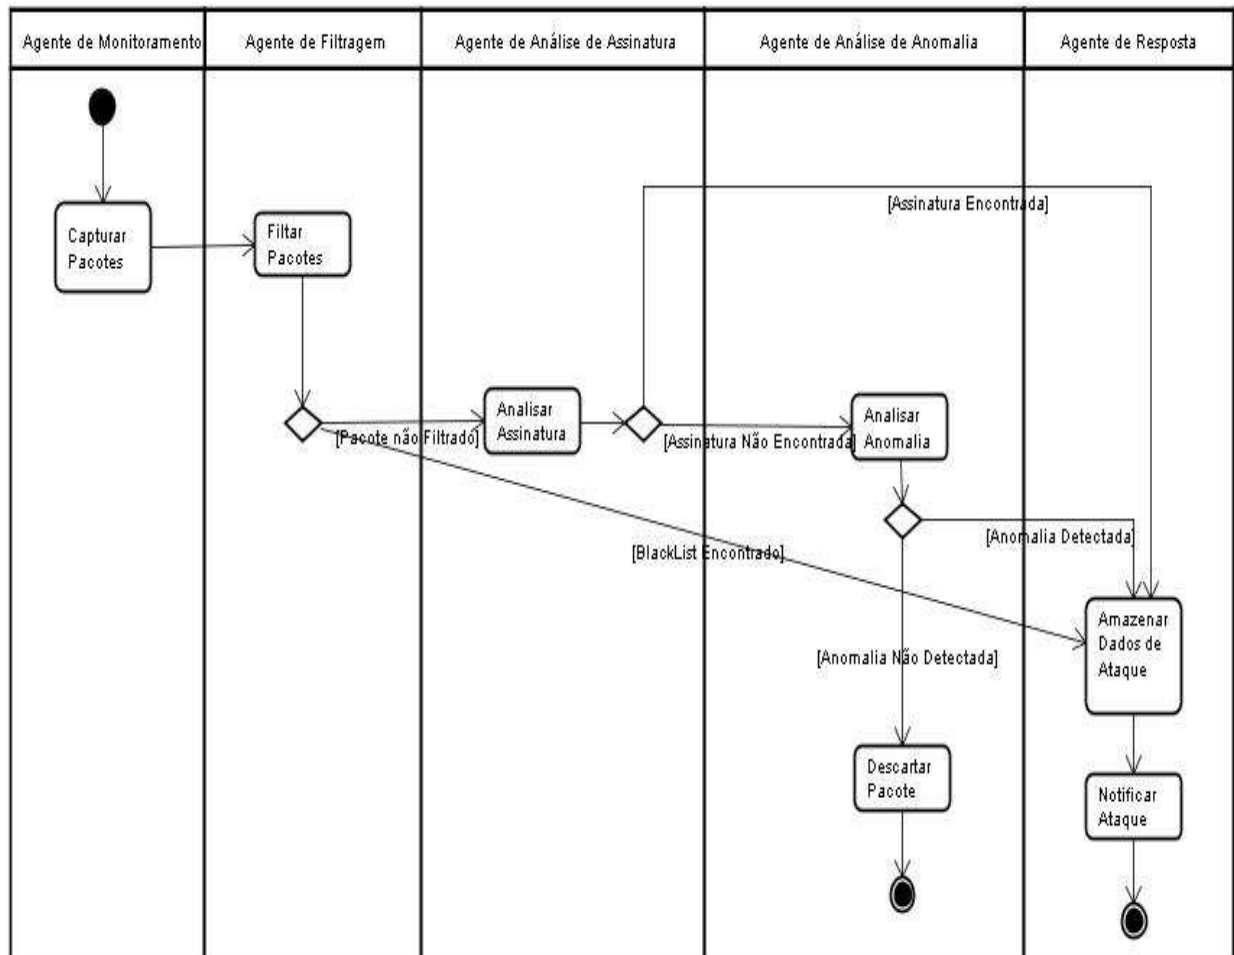 Agente de Monitoramento
Agente de Filtragem
Agente de Análise de Assinatura
Agente de Análise de Anomalia
Agente de Resposta
[Assinatura Encontrada]
Capturar
Pacotes
Filtar
Pacotes
Analisar
Assinatura
Analisar
Anomalia
[Pacote não Filtrado]
[Assinatura Não Encontrada]
[BlackList Encontrado]
[Anomalia Detectada]
Amazenar
Dados de
Ataque
[Anomalia Não Detectada]
Descartar
Pacote
Notificar
Ataque